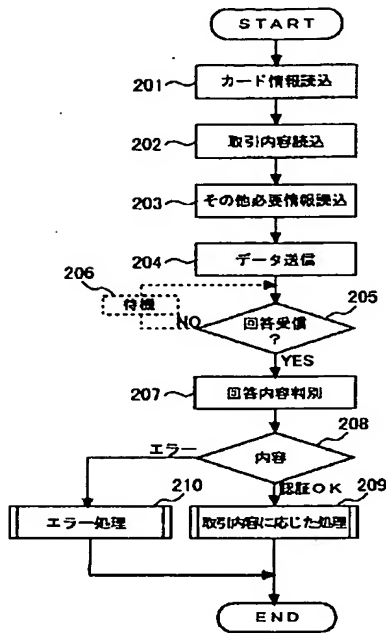 START
201
カード情報読込
202
取引内容読込
203
その他必要情報読込
204
データ送信
206
待機
205
回答受信
?
NO
YES
207
回答内容判別
208
内容
エラー
認証OK
210
エラー処理
209
取引内容に応じた処理
END